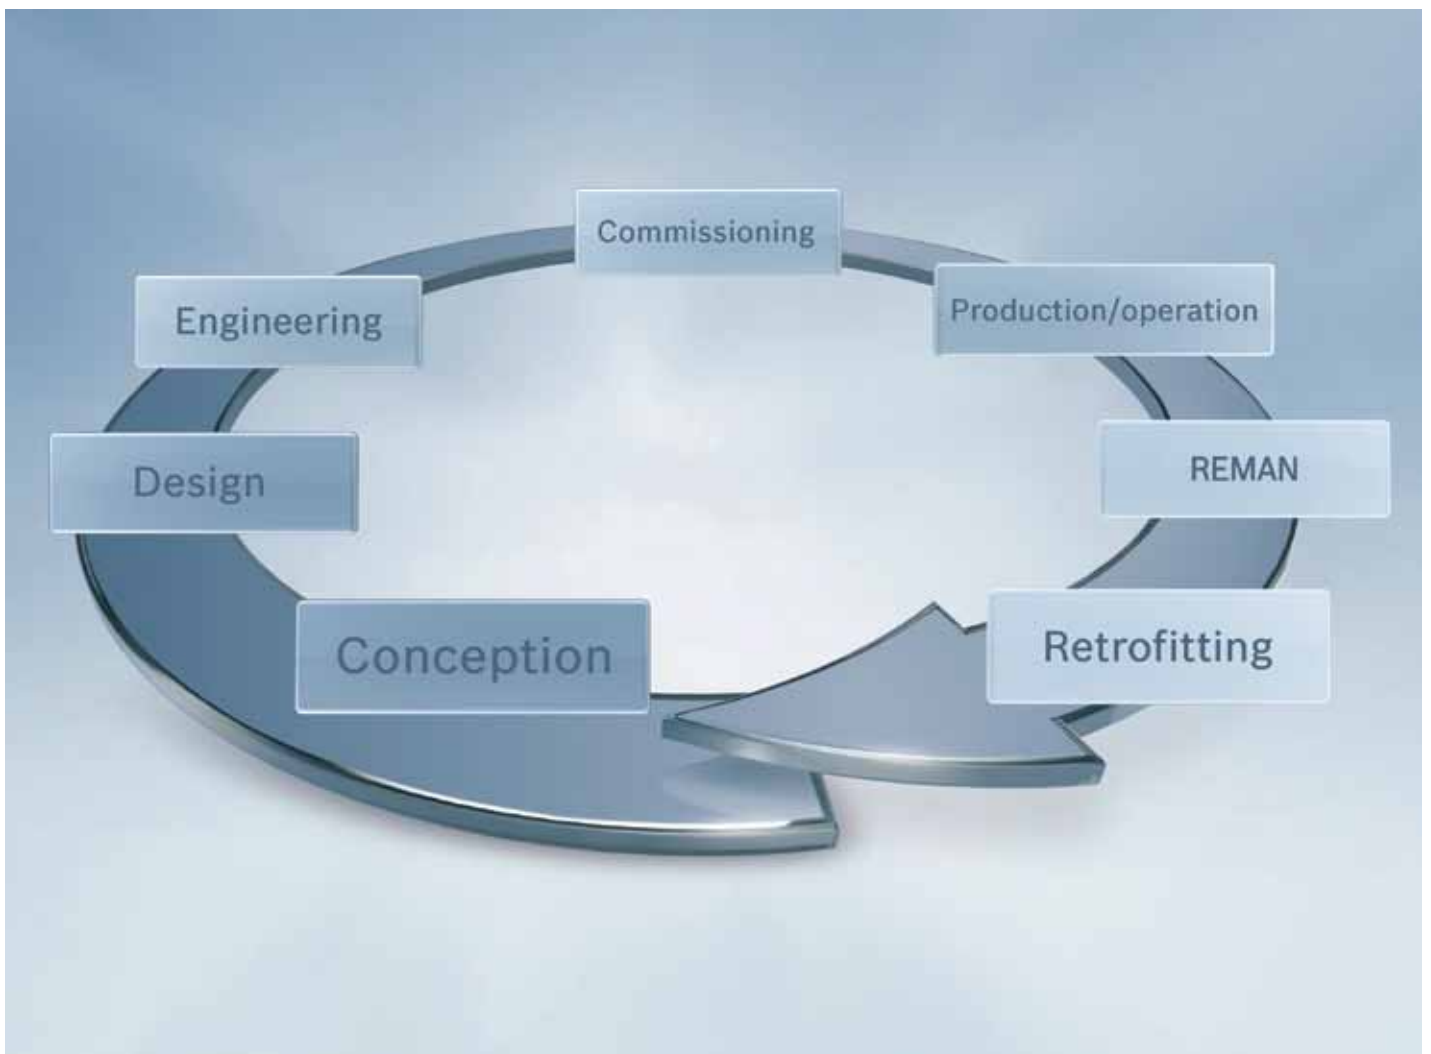 Commissioning
Engineering
Production/operation
Design
REMAN
Conception
Retrofitting